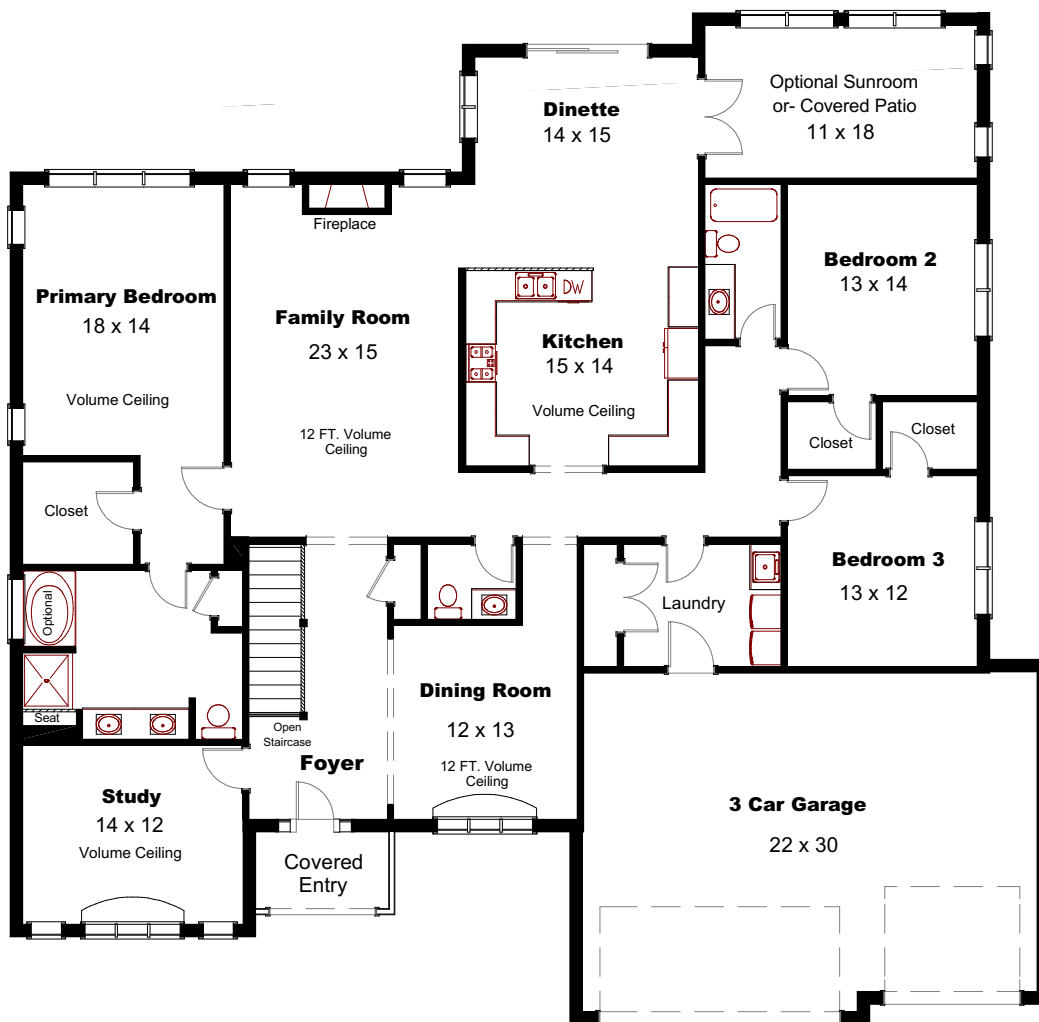 Optional Sunroom
or- Covered Patio
11 x 18
Dinette
14 x 15
Fireplace
Primary Bedroom
18 x 14
Volume Ceiling
Family Room
23 x 15
12 FT. Volume
Ceiling
DW
Kitchen
15 x 14
Volume Ceiling
Bedroom 2
13 x 14
Closet
Closet
Closet
Bedroom 3
13 x 12
Laundry
Optional
Seat
Open
Staircase
Foyer
Dining Room
12 x 13
12 FT. Volume
Ceiling
Study
14 x 12
Volume Ceiling
Covered
Entry
3 Car Garage
22 x 30